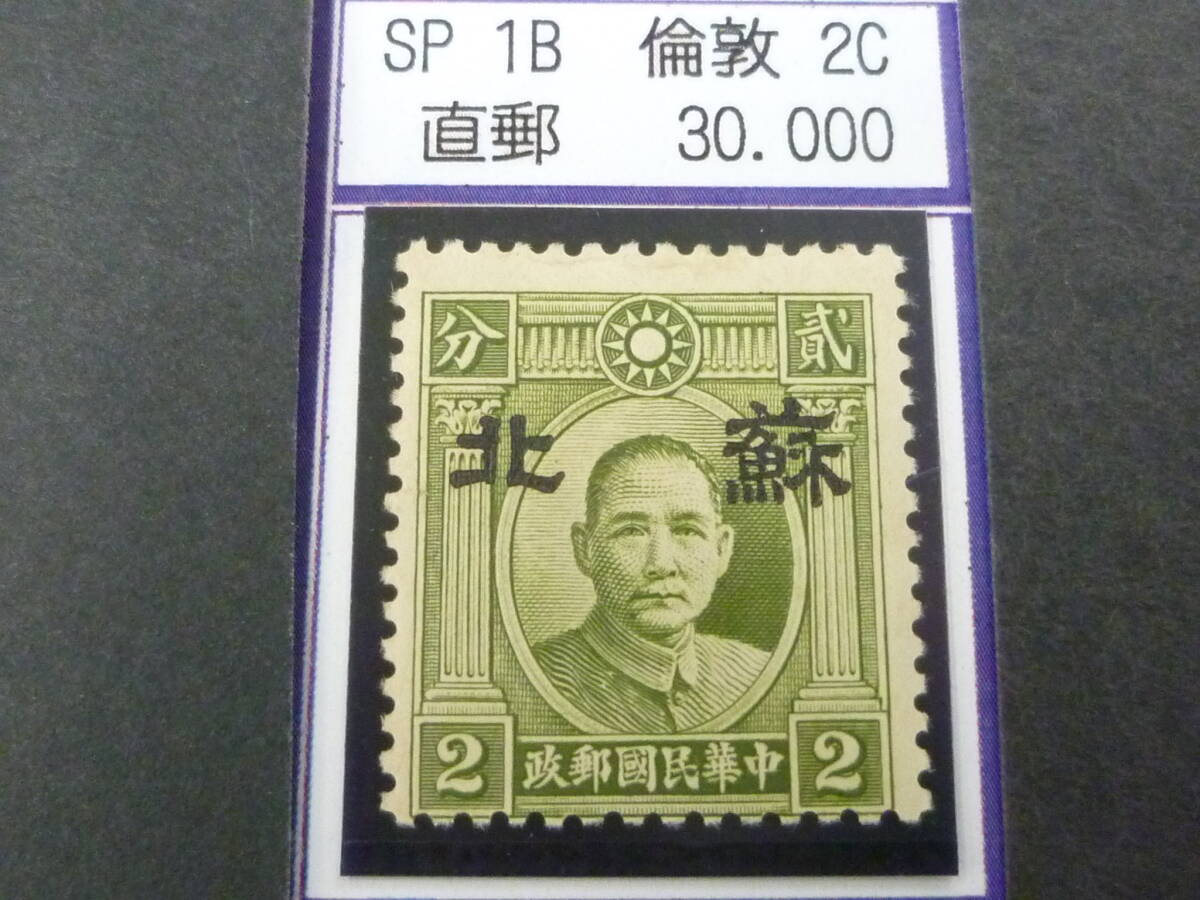 SP 1B 倫敦 2C
直郵 30.000
貳分
蘇北
中華民國郵政
2 2